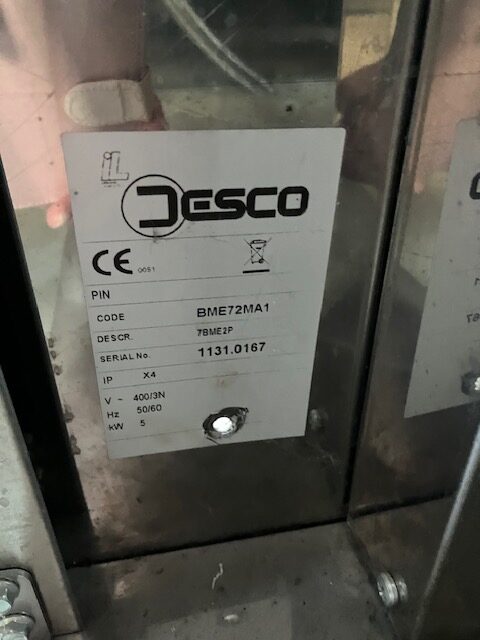 DESCO
CE 0051
PIN
CODE BME72MA1
DESCR. 7BME2P
SERIAL No. 1131.0167
IP X4
V ~ 400/3N
Hz 50/60
kW 5